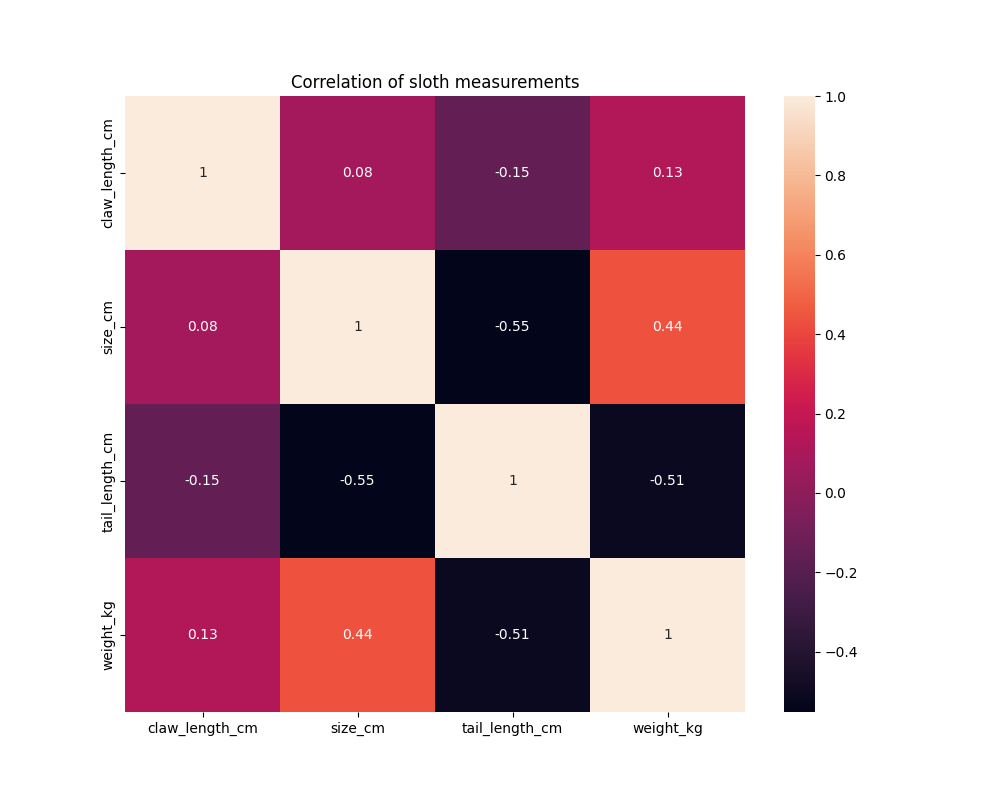 Correlation of sloth measurements
claw_length_cm
1
0.08
-0.15
0.13
size_cm
0.08
1
-0.55
0.44
tail_length_cm
-0.15
-0.55
1
-0.51
weight_kg
0.13
0.44
-0.51
1
claw_length_cm
size_cm
tail_length_cm
weight_kg
1.0
0.8
0.6
0.4
0.2
0.0
−0.2
−0.4